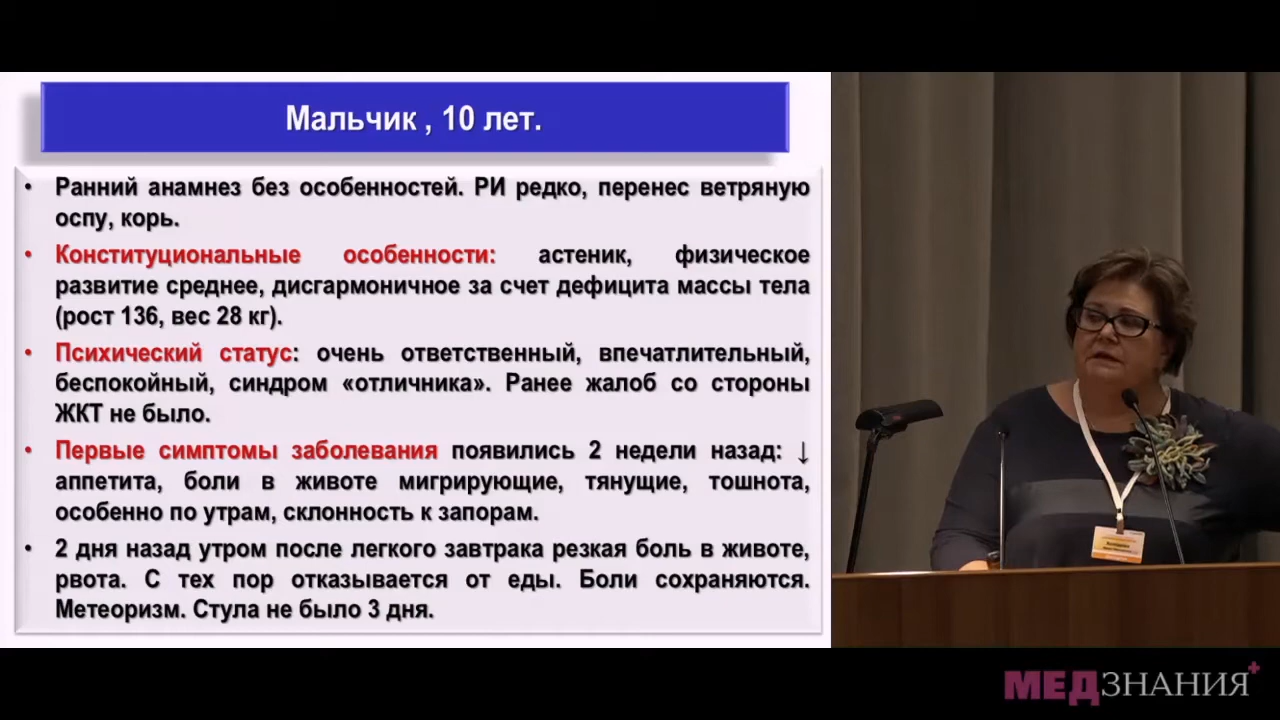 Мальчик , 10 лет.
• Ранний анамнез без особенностей. РИ редко, перенес ветряную
оспу, корь.
• Конституциональные особенности: астеник, физическое
развитие среднее, дисгармоничное за счет дефицита массы тела
(рост 136, вес 28 кг).
• Психический статус: очень ответственный, впечатлительный,
беспокойный, синдром «отличника». Ранее жалоб со стороны
ЖКТ не было.
• Первые симптомы заболевания появились 2 недели назад: ↓
аппетита, боли в животе мигрирующие, тянущие, тошнота,
особенно по утрам, склонность к запорам.
• 2 дня назад утром после легкого завтрака резкая боль в животе,
рвота. С тех пор отказывается от еды. Боли сохраняются.
Метеоризм. Стула не было 3 дня.
МЕДЗНАНИЯ+